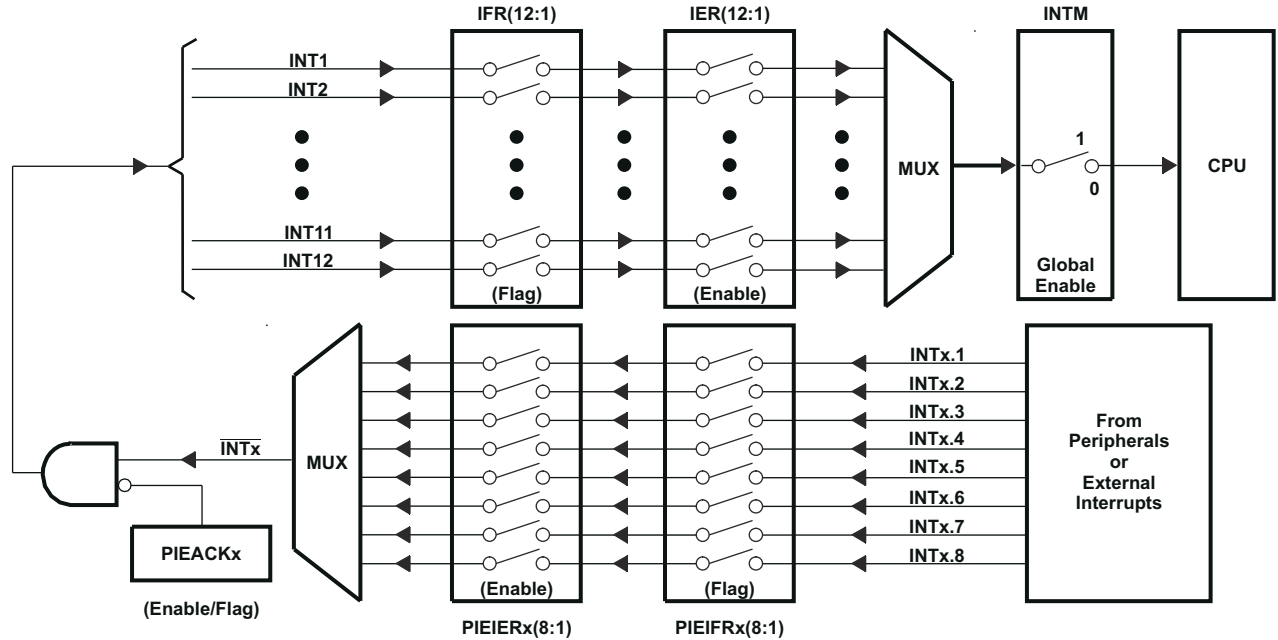 IFR(12:1)
IER(12:1)
INTM
INT1
INT2
INT11
INT12
(Flag)
(Enable)
MUX
1
0
Global
Enable
CPU
INTx
MUX
PIEACKx
(Enable/Flag)
(Enable)
PIEIERx(8:1)
(Flag)
PIEIFRx(8:1)
INTx.1
INTx.2
INTx.3
INTx.4
INTx.5
INTx.6
INTx.7
INTx.8
From
Peripherals
or
External
Interrupts